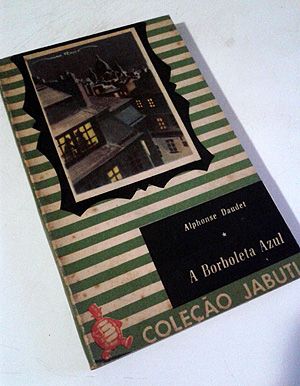 Alphonse Daudet
A Borboleta Azul
COLEÇÃO JABUTI